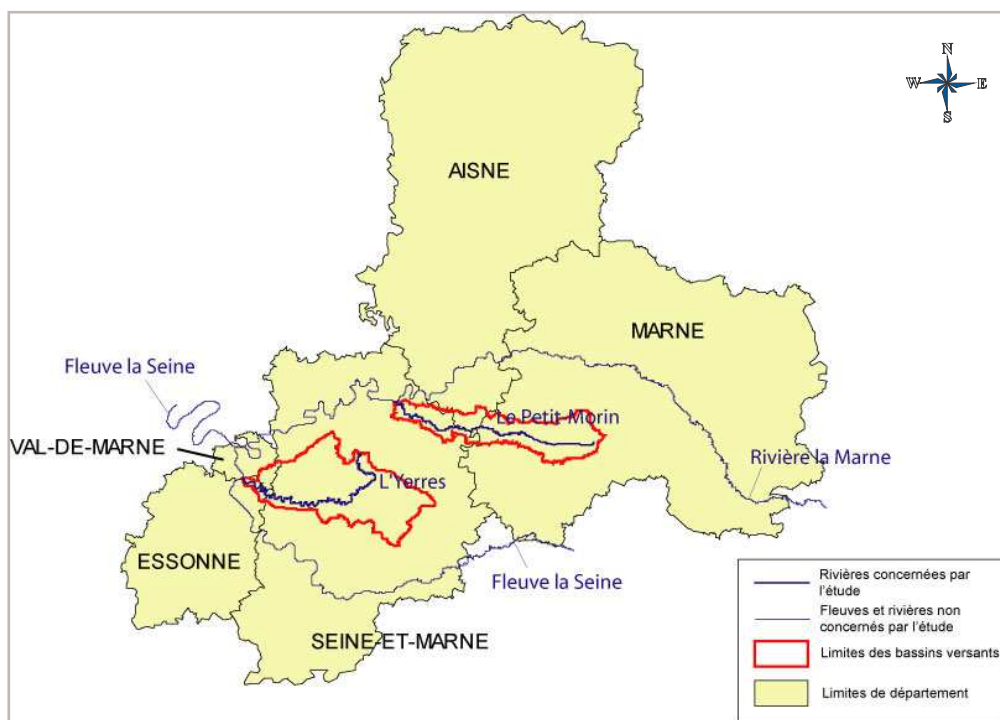 N
W E
S
AISNE
MARNE
Fleuve la Seine
Le Petit-Morin
VAL-DE-MARNE
Rivière la Marne
L'Yerres
ESSONNE
Fleuve la Seine
SEINE-ET-MARNE
Rivières concernées par
l'étude
Fleuves et rivières non
concernés par l'étude
Limites des bassins versants
Limites de département